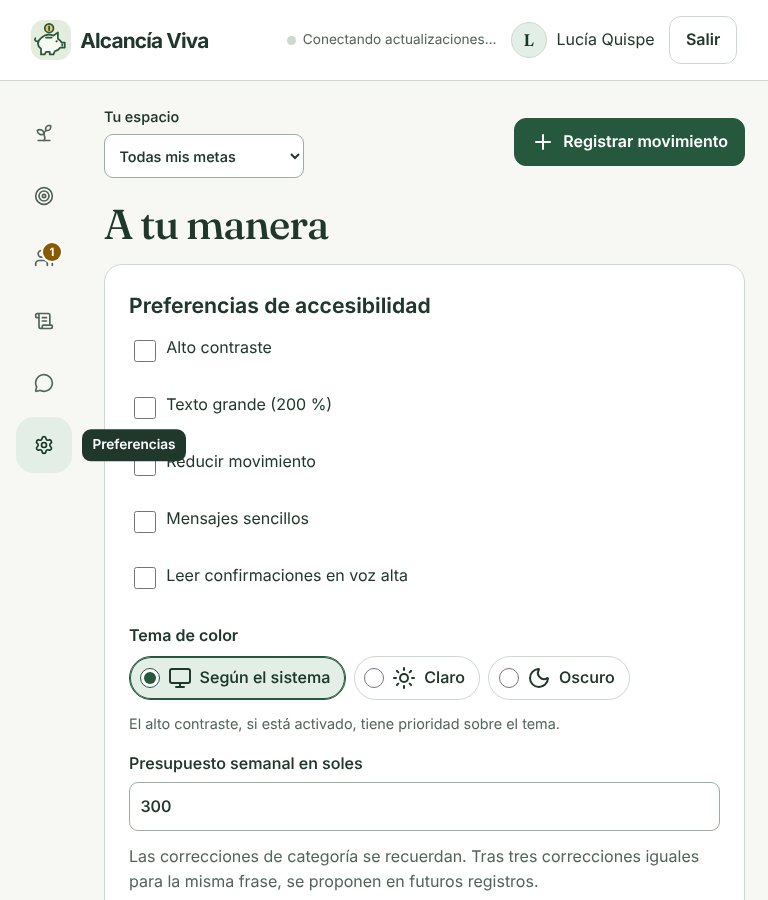 Alcancía Viva
Conectando actualizaciones...
L
Lucía Quispe
Salir
Tu espacio
Todas mis metas
Registrar movimiento
1
A tu manera
Preferencias de accesibilidad
Alto contraste
Texto grande (200 %)
Preferencias
Reducir movimiento
Mensajes sencillos
Leer confirmaciones en voz alta
Tema de color
Según el sistema
Claro
Oscuro
El alto contraste, si está activado, tiene prioridad sobre el tema.
Presupuesto semanal en soles
300
Las correcciones de categoría se recuerdan. Tras tres correcciones iguales
para la misma frase, se proponen en futuros registros.